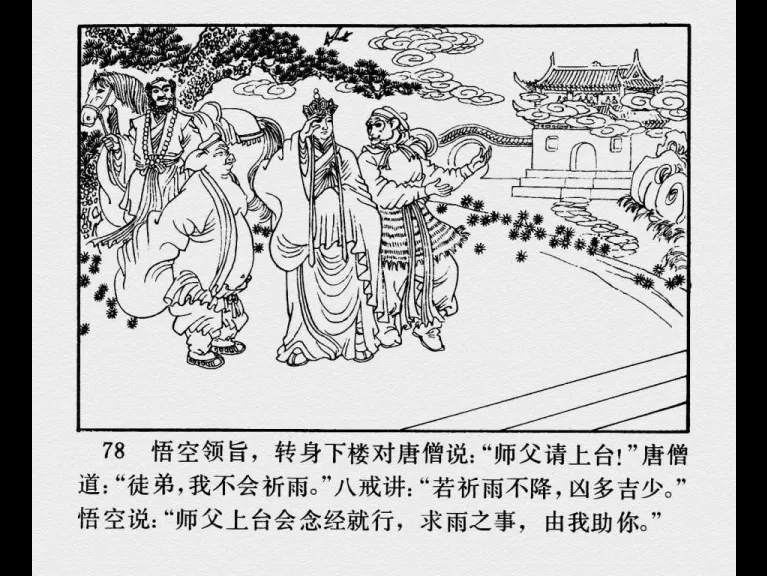 78 悟空领旨，转身下楼对唐僧说：“师父请上台！”唐僧
道：“徒弟，我不会祈雨。”八戒讲：“若祈雨不降，凶多吉少。”
悟空说：“师父上台会念经就行，求雨之事，由我助你。”